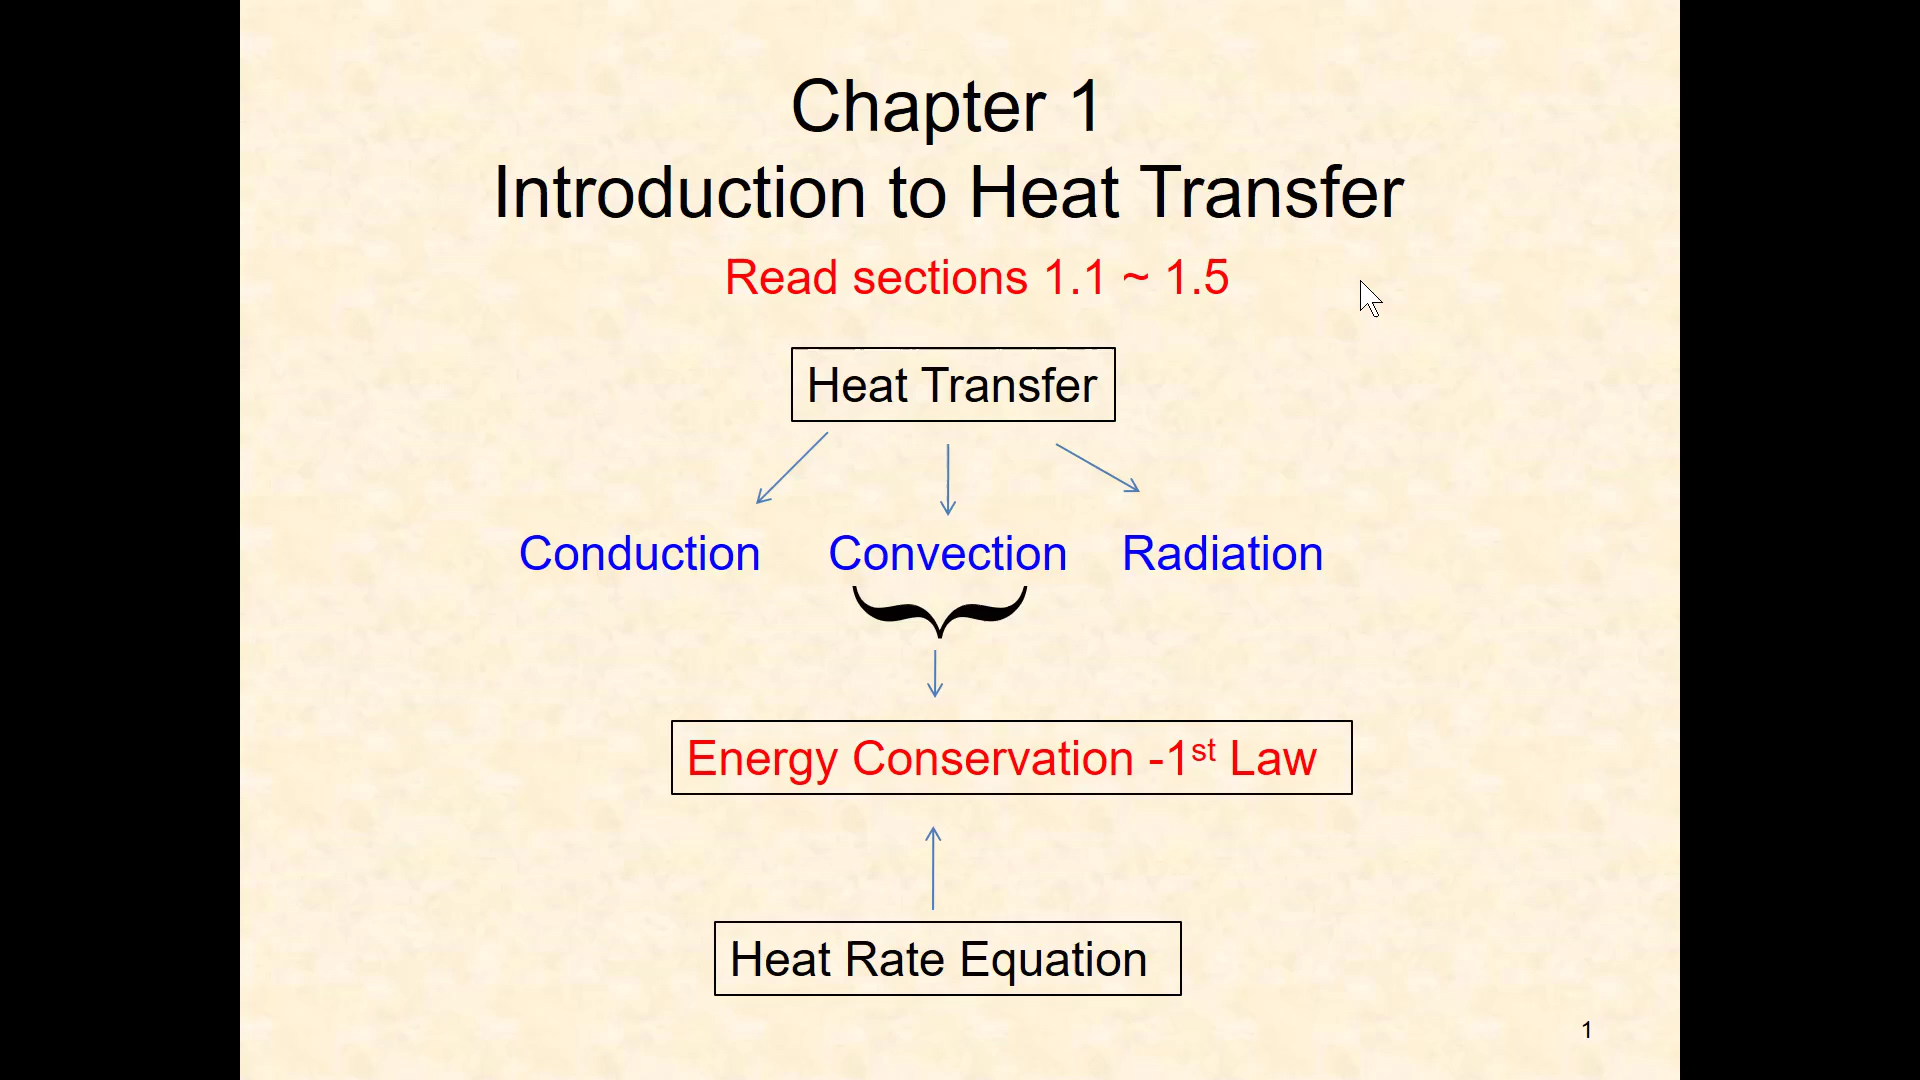 Chapter 1
Introduction to Heat Transfer
Read sections 1.1 ~ 1.5
Heat Transfer
Conduction Convection Radiation
Energy Conservation -1st Law
Heat Rate Equation
1